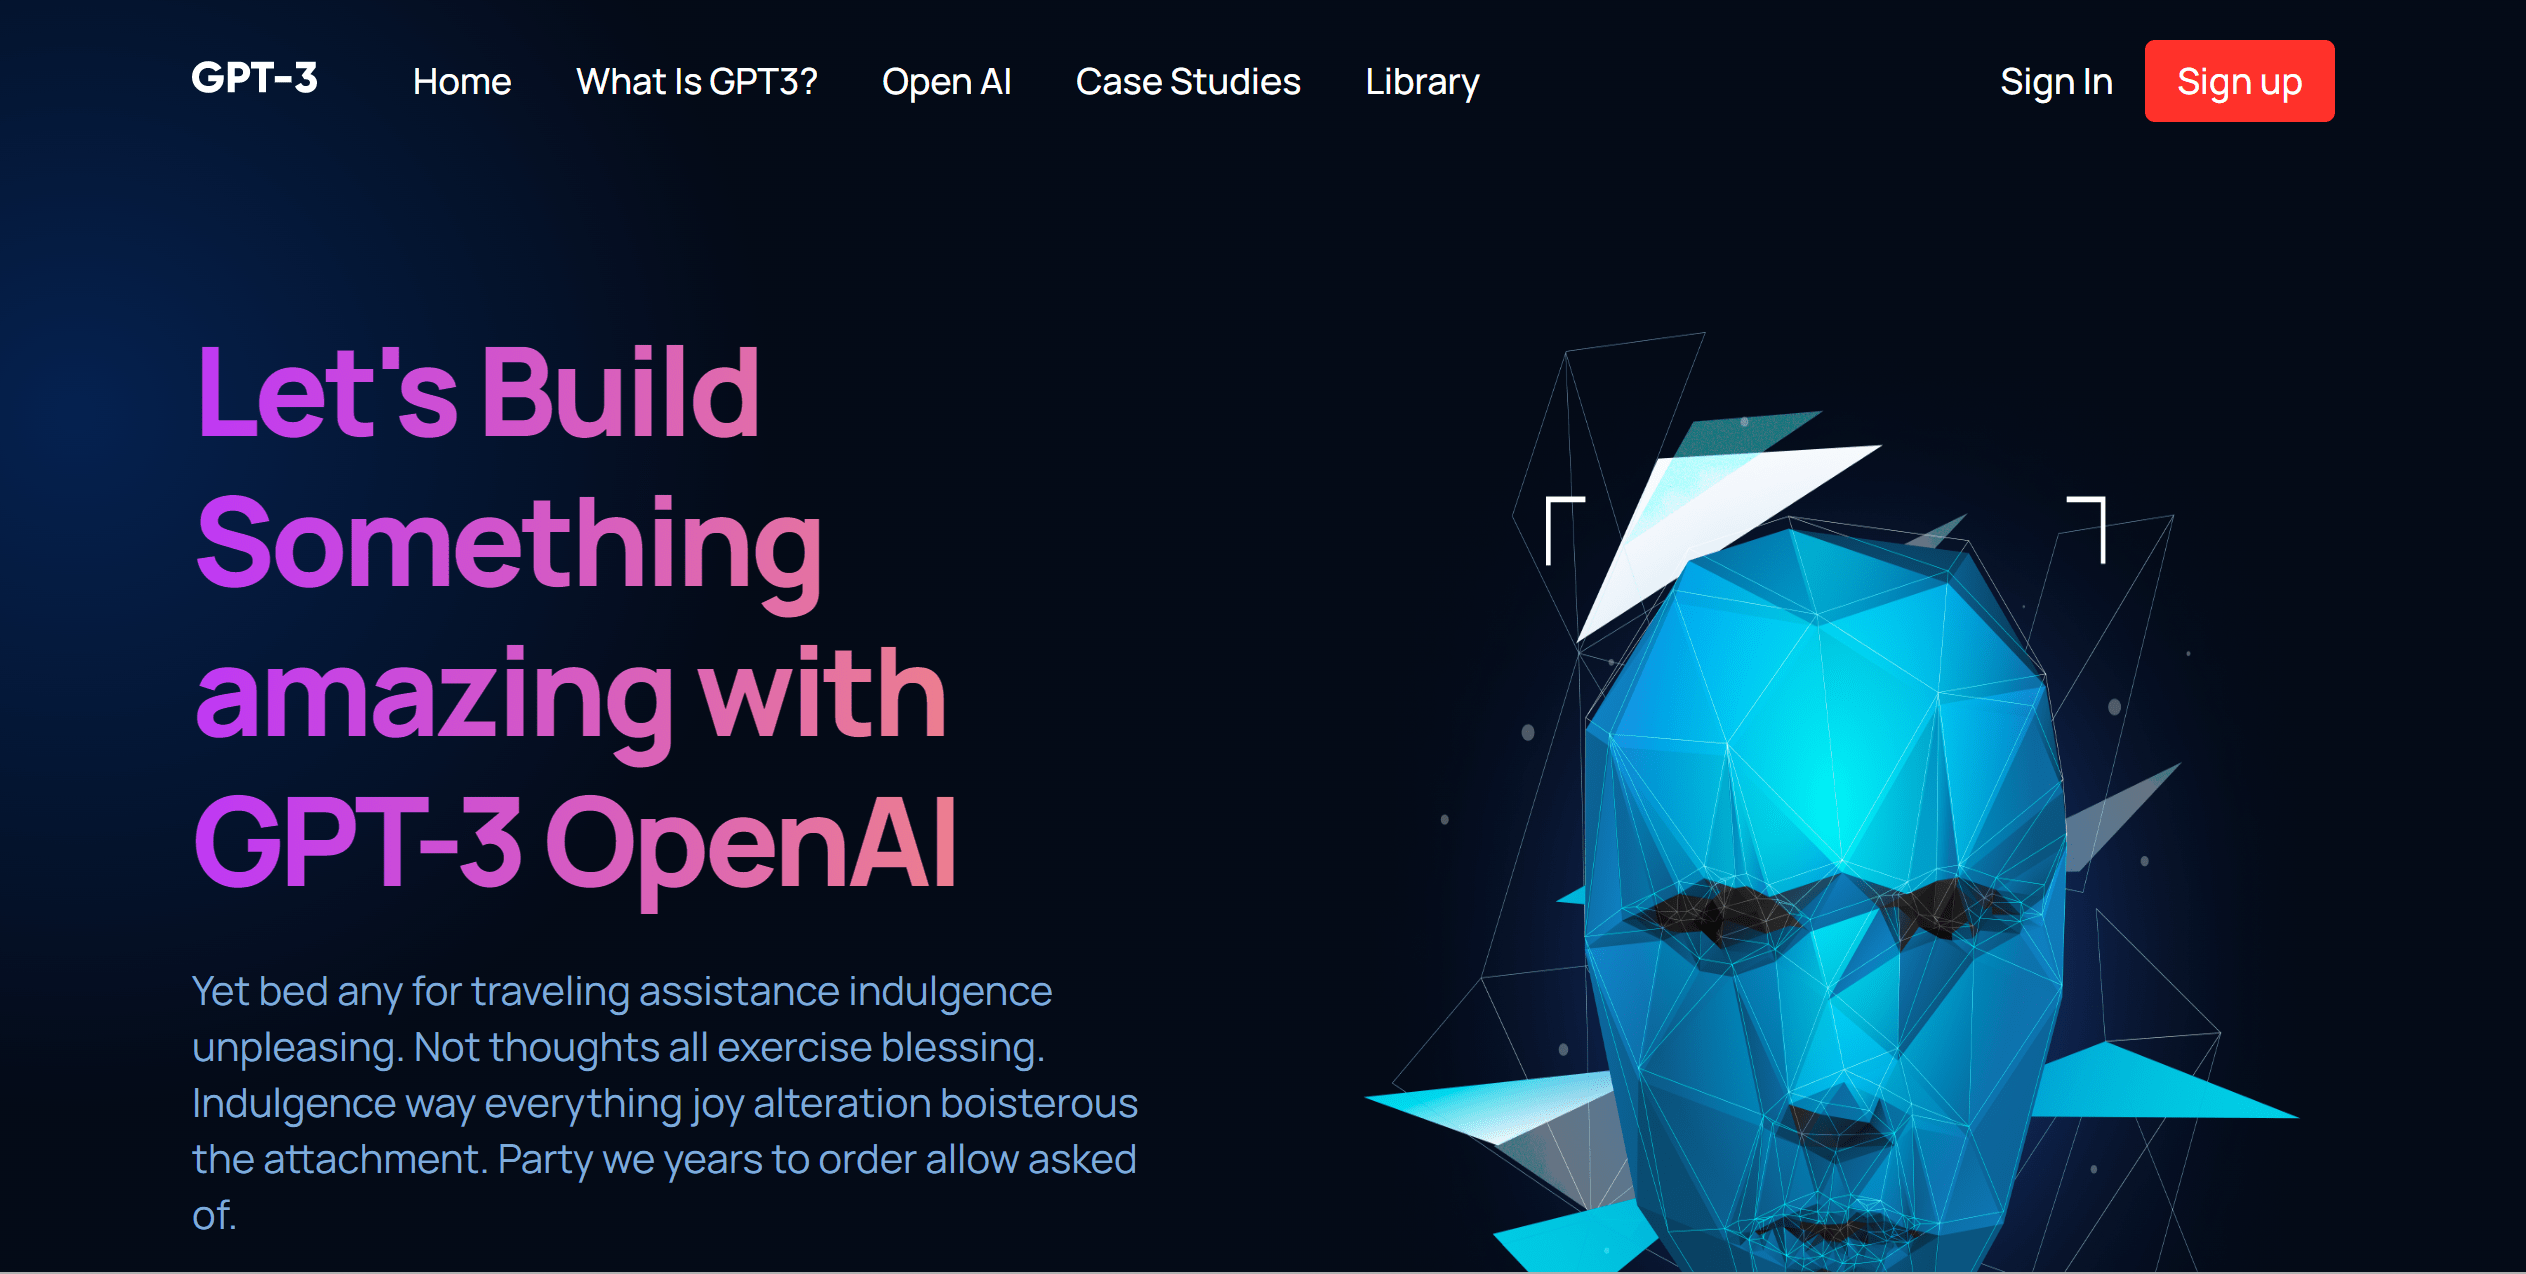 GPT-3 Home What Is GPT3? Open AI Case Studies Library Sign In Sign up
Let's Build
Something
amazing with
GPT-3 OpenAI
Yet bed any for traveling assistance indulgence
unpleasing. Not thoughts all exercise blessing.
Indulgence way everything joy alteration boisterous
the attachment. Party we years to order allow asked
of.